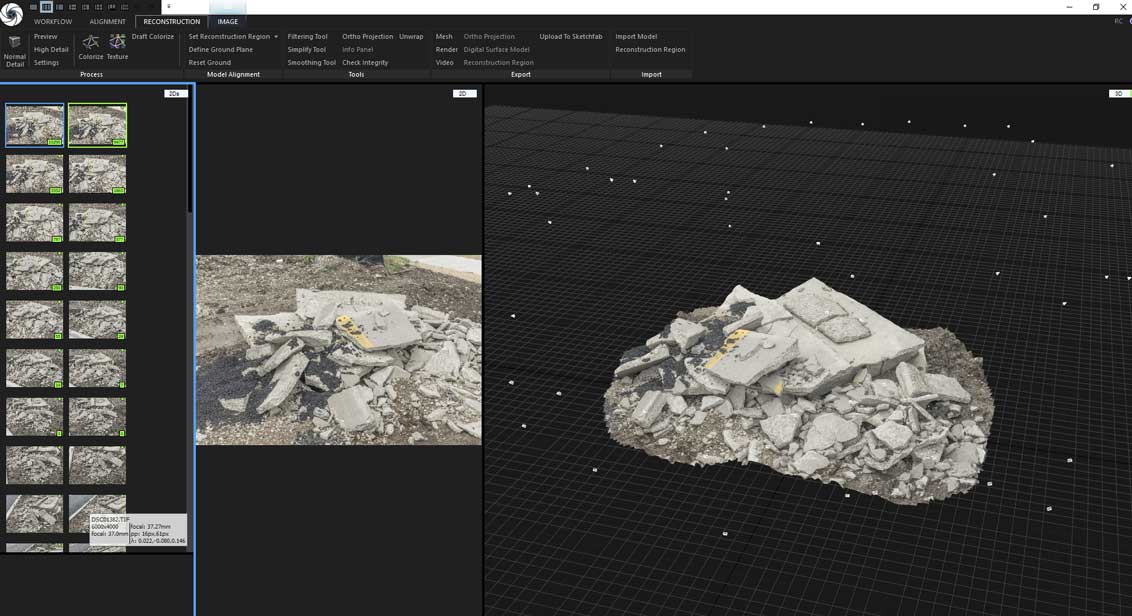 WORKFLOW ALIGNMENT RECONSTRUCTION IMAGE
RC
Normal Detail
Preview
High Detail
Settings
Colorize
Texture
Draft Colorize
Process
Set Reconstruction Region
Define Ground Plane
Reset Ground
Model Alignment
Filtering Tool
Simplify Tool
Smoothing Tool
Ortho Projection
Info Panel
Check Integrity
Unwrap
Tools
Mesh
Render
Video
Ortho Projection
Digital Surface Model
Reconstruction Region
Upload To Sketchfab
Export
Import Model
Reconstruction Region
Import
2Ds
2D
3D
DSC01362.TIF
6000x4000
focal: 37.0mm
focal: 37.27mm
pp: 16px,61px
λ: 0.022,-0.080,0.146